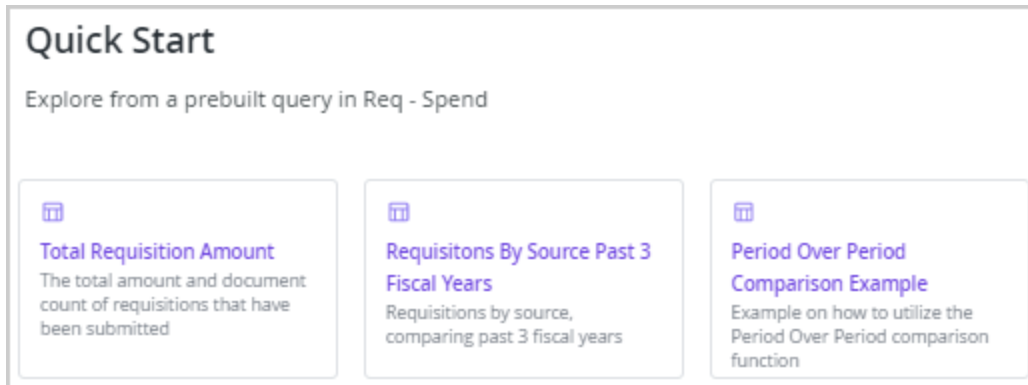 Quick Start
Explore from a prebuilt query in Req - Spend
Total Requisition Amount
The total amount and document
count of requisitions that have
been submitted
Requisitons By Source Past 3
Fiscal Years
Requisitions by source,
comparing past 3 fiscal years
Period Over Period
Comparison Example
Example on how to utilize the
Period Over Period comparison
function